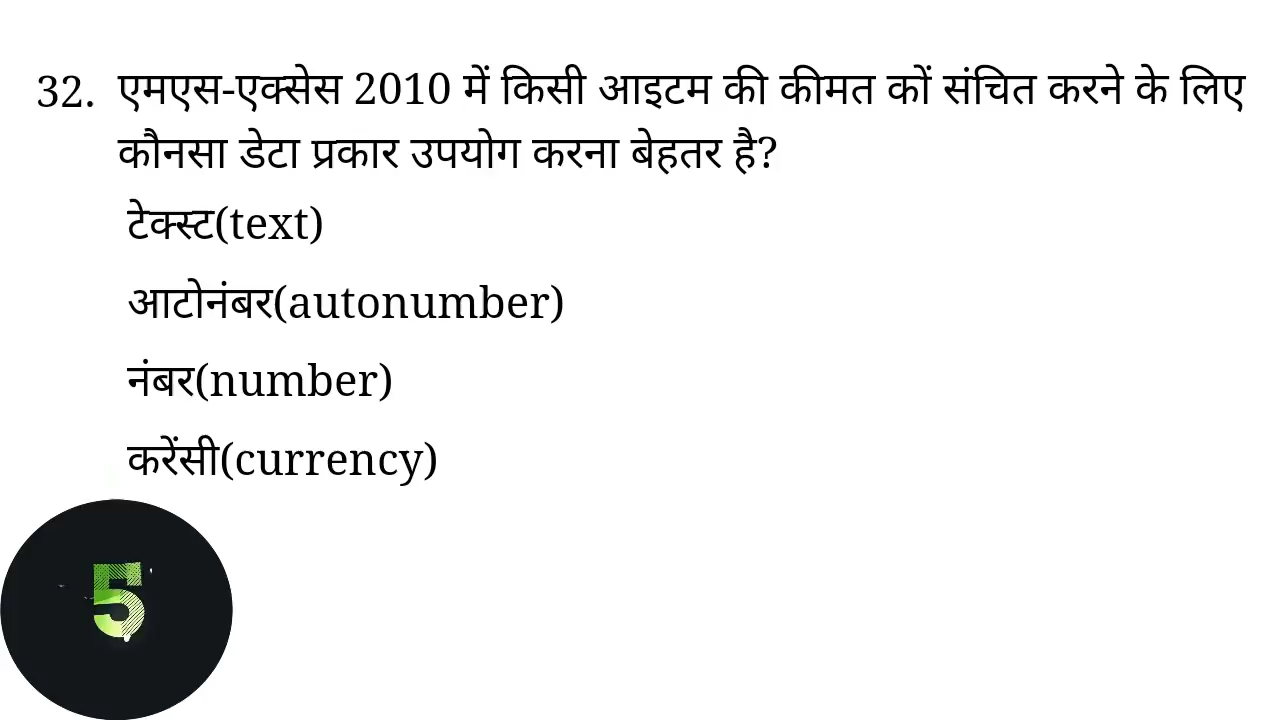 32. एमएस-एक्सेस 2010 में किसी आइटम की कीमत कों संचित करने के लिए
कौनसा डेटा प्रकार उपयोग करना बेहतर है?
टेक्स्ट(text)
आटोनंबर(autonumber)
नंबर(number)
करेंसी(currency)
5